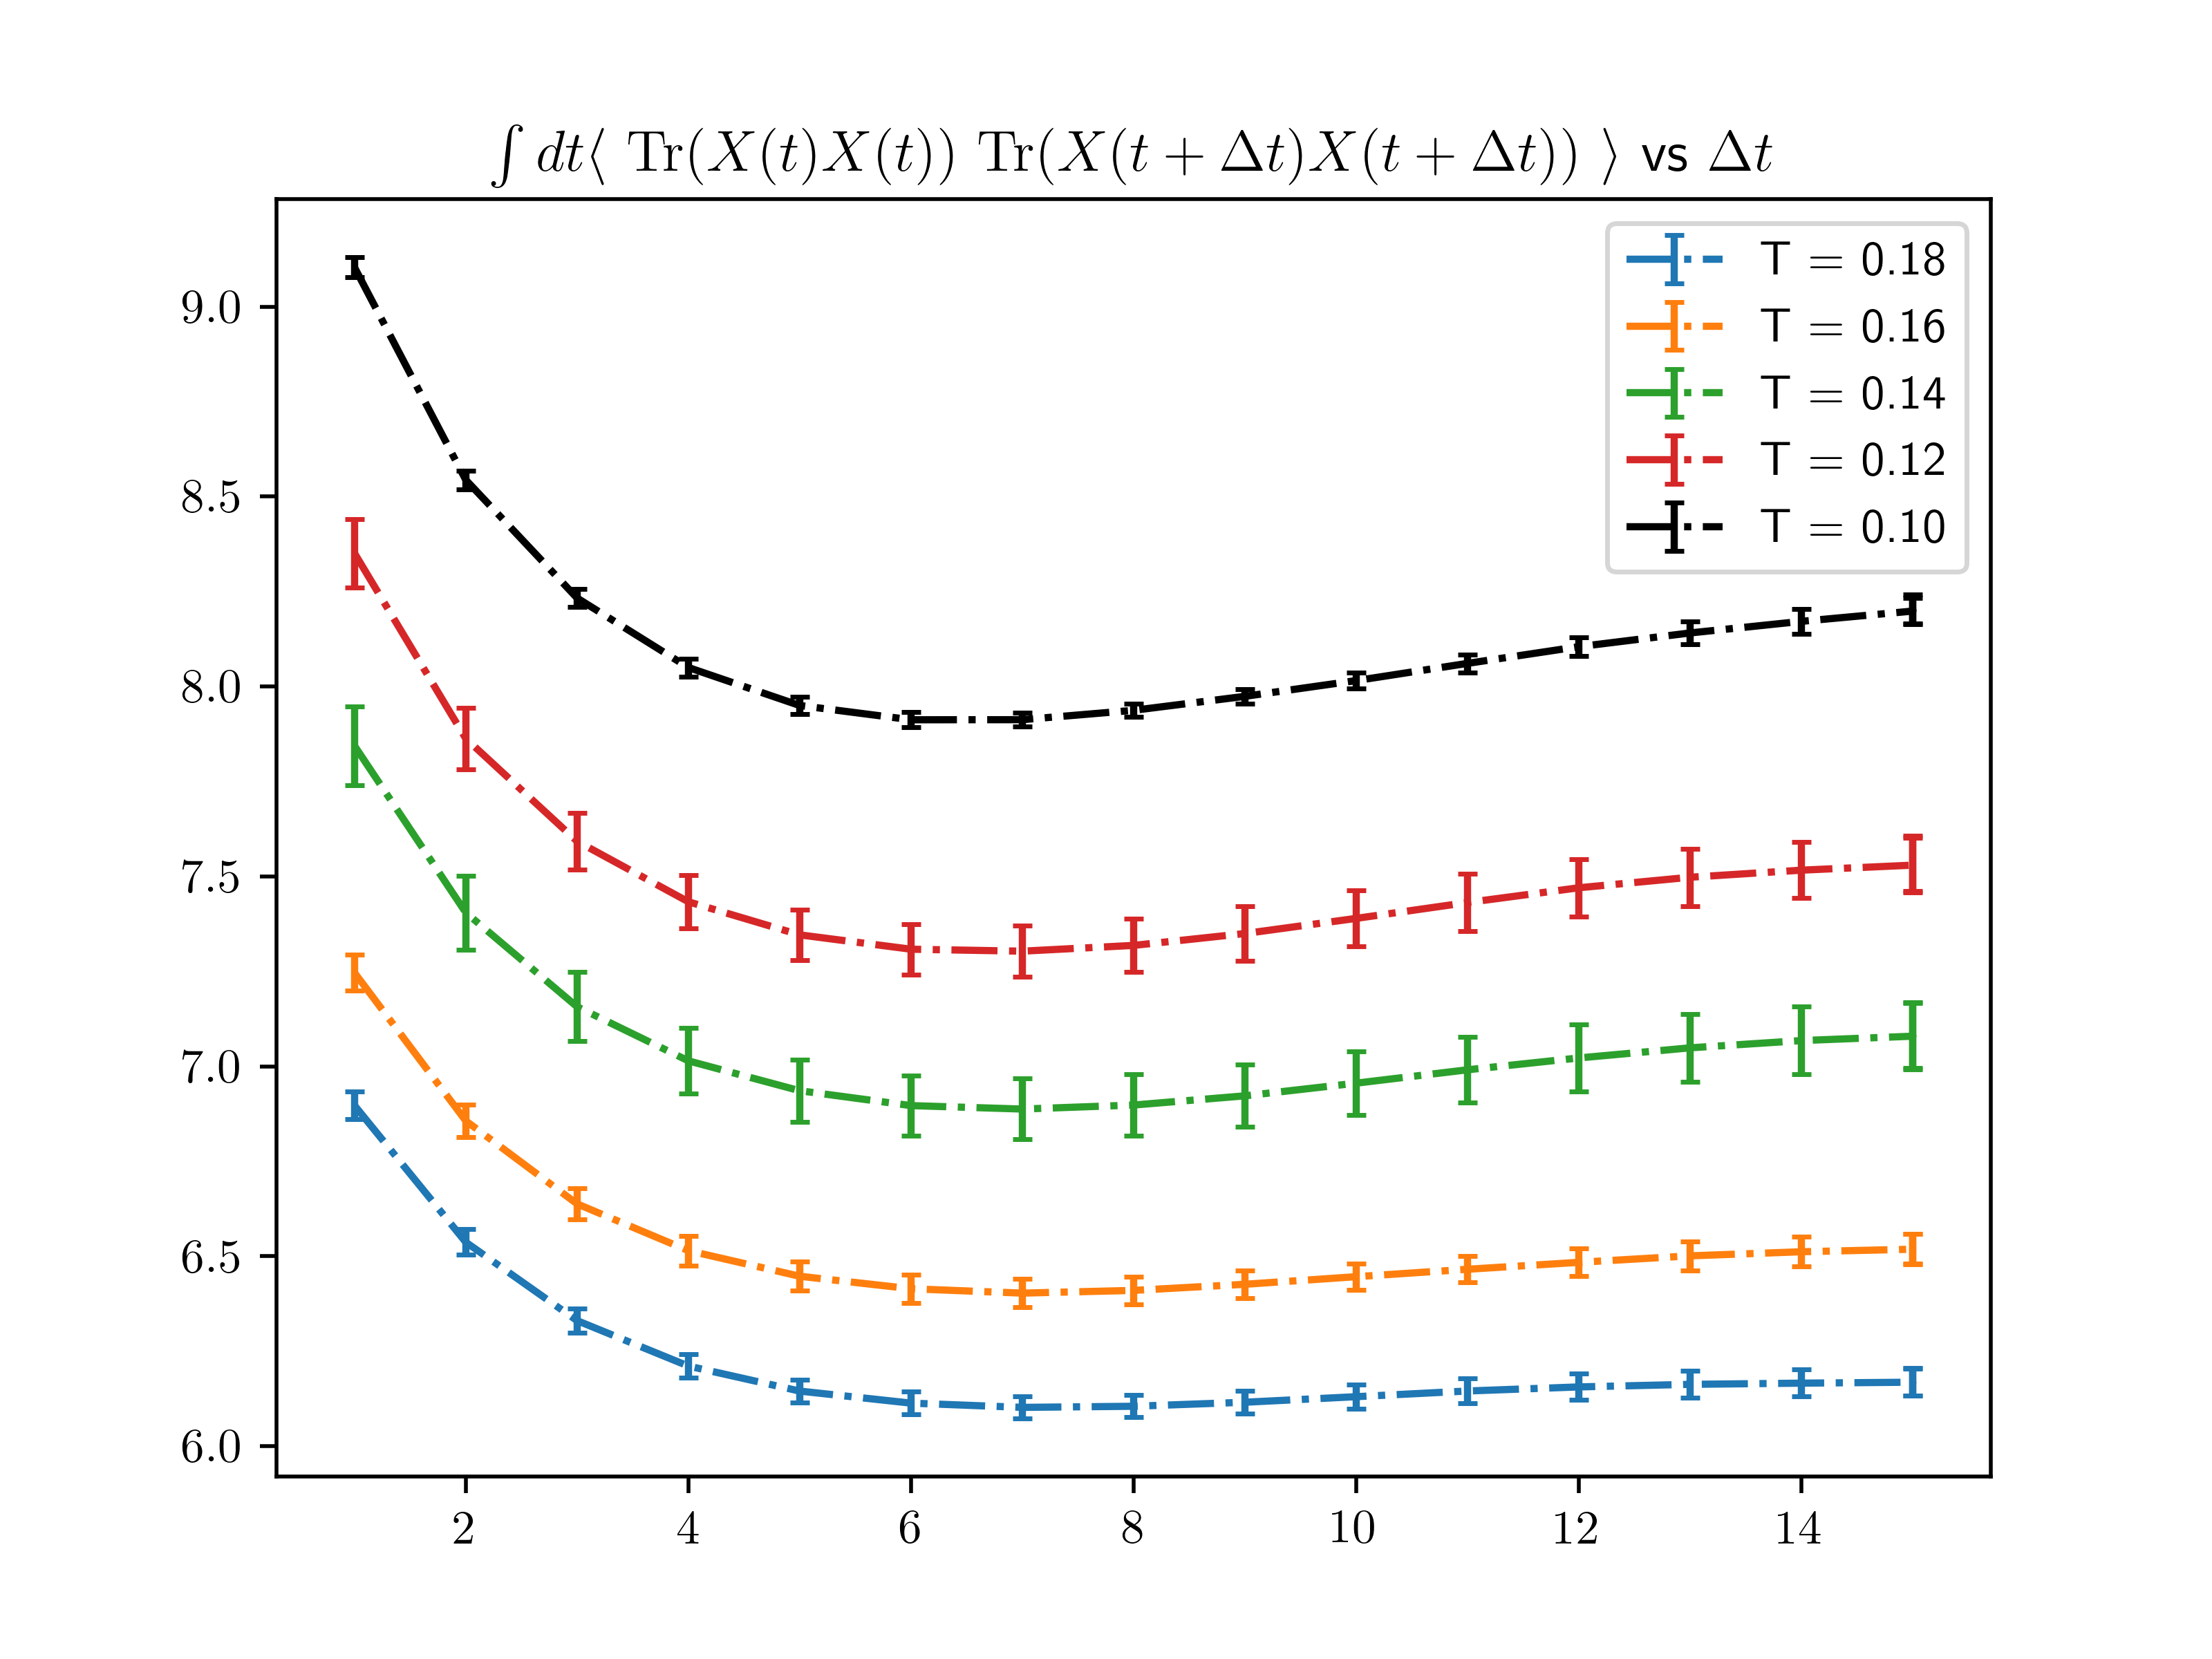 ∫ dt⟨ Tr(X(t)X(t)) Tr(X(t + Δt)X(t + Δt)) ⟩ vs Δt
T = 0.18
T = 0.16
T = 0.14
T = 0.12
T = 0.10
9.0
8.5
8.0
7.5
7.0
6.5
6.0
2 4 6 8 10 12 14